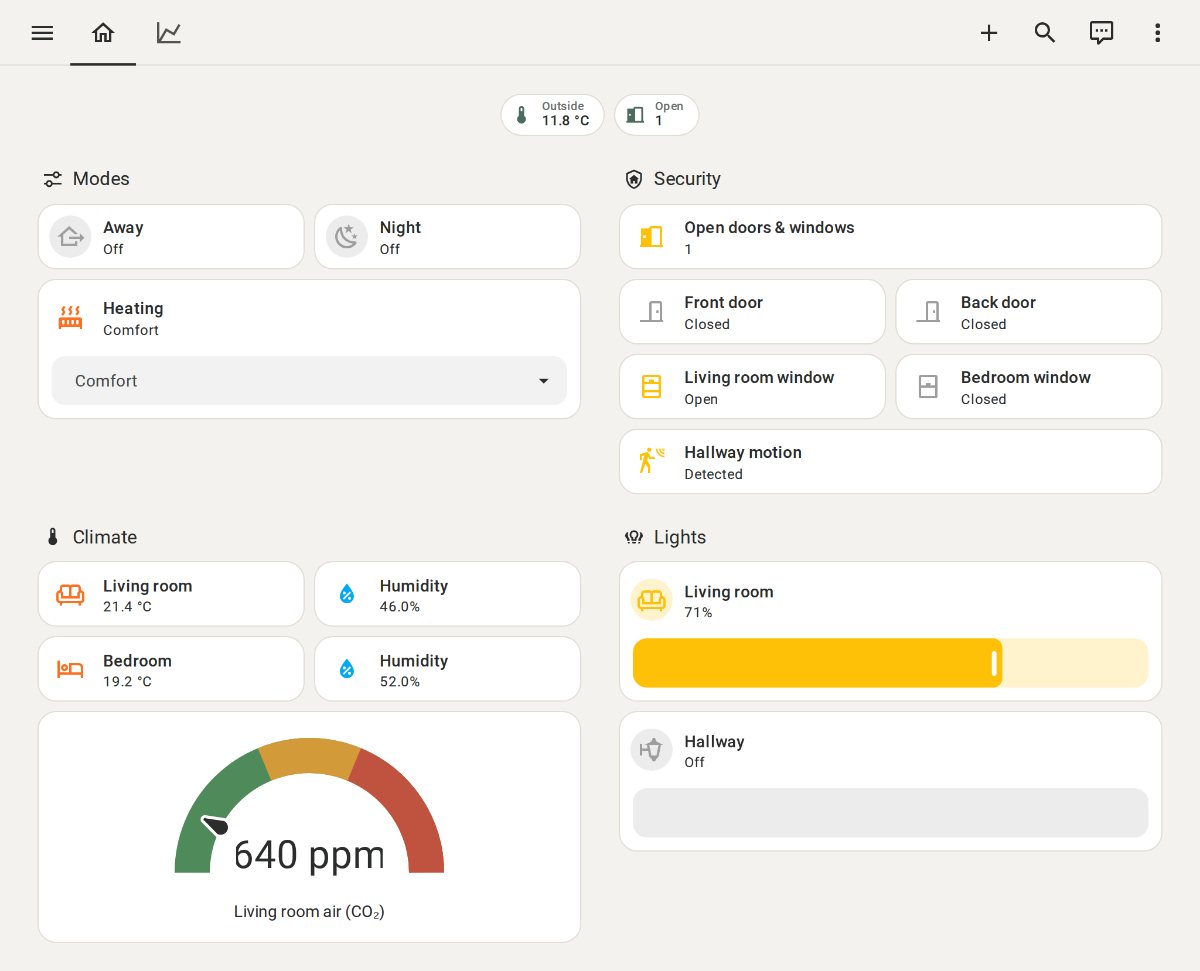 Outside
11.8 °C
Open
1
Modes
Away
Off
Night
Off
Heating
Comfort
Comfort
Security
Open doors & windows
1
Front door
Closed
Back door
Closed
Living room window
Open
Bedroom window
Closed
Hallway motion
Detected
Climate
Living room
21.4 °C
Humidity
46.0%
Bedroom
19.2 °C
Humidity
52.0%
640 ppm
Living room air (CO₂)
Lights
Living room
71%
Hallway
Off